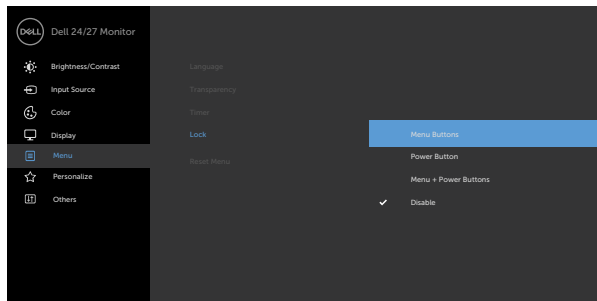 DELL
Dell 24/27 Monitor
Brightness/Contrast
Input Source
Color
Display
Menu
Personalize
Others
Language
Transparency
Timer
Lock
Reset Menu
Menu Buttons
Power Button
Menu + Power Buttons
Disable